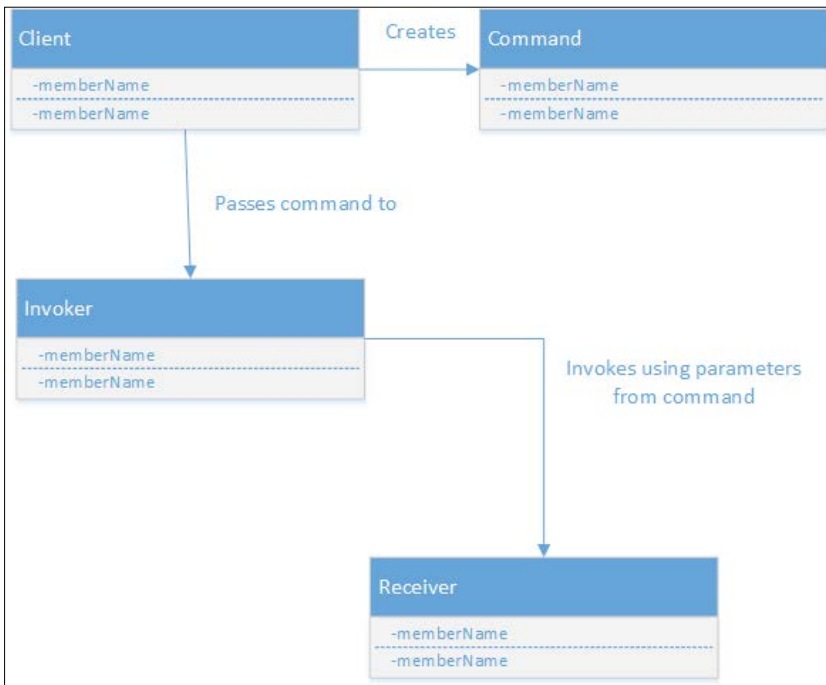 Client
-memberName
-memberName
Creates
Command
-memberName
-memberName
Passes command to
Invoker
-memberName
-memberName
Invokes using parameters
from command
Receiver
-memberName
-memberName